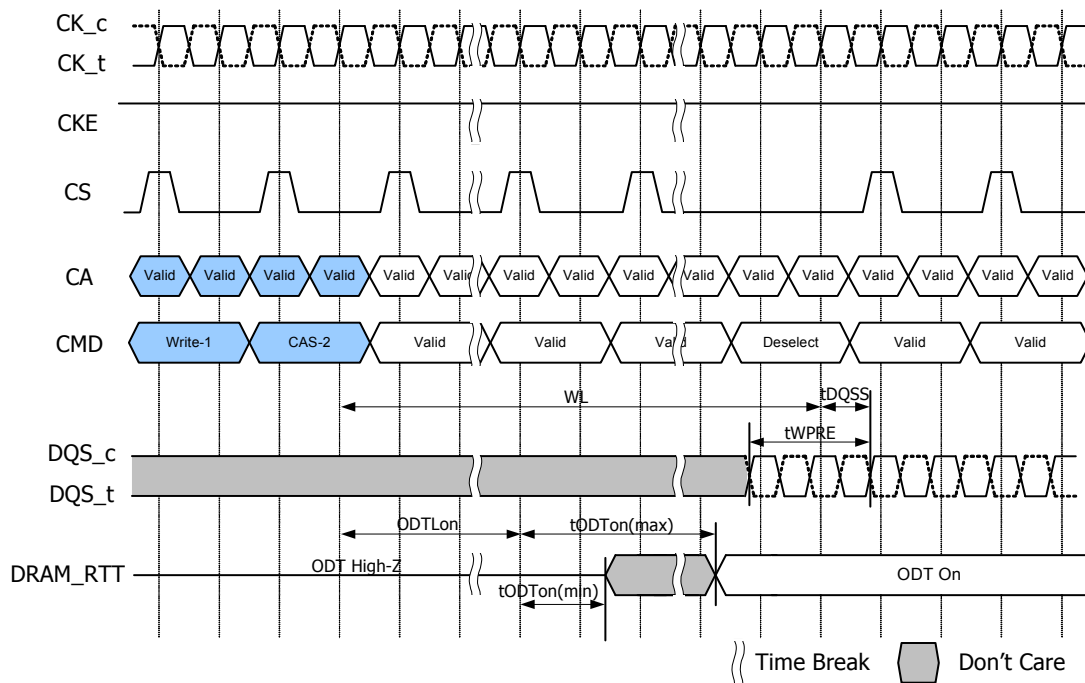 CK_c
CK_t
CKE
CS
CA Valid Valid Valid Valid Valid Valid Valid Valid Valid Valid Valid Valid Valid Valid Valid Valid
CMD Write-1 CAS-2 Valid Valid Valid Deselect Valid Valid
WL tDQSS
tWPRE
DQS_c
DQS_t
ODTLon tODTon(max)
DRAM_RTT ODT High-Z ODT On
tODTon(min)
Time Break Don't Care